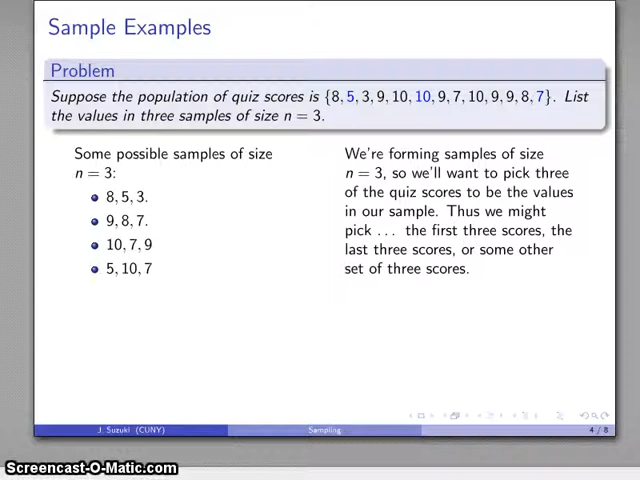 Sample Examples
Problem
Suppose the population of quiz scores is {8, 5, 3, 9, 10, 10, 9, 7, 10, 9, 9, 8, 7}. List
the values in three samples of size n = 3.
Some possible samples of size
n = 3:
8, 5, 3.
9, 8, 7.
10, 7, 9
5, 10, 7
We're forming samples of size
n = 3, so we'll want to pick three
of the quiz scores to be the values
in our sample. Thus we might
pick ... the first three scores, the
last three scores, or some other
set of three scores.
J. Suzuki (CUNY)
Sampling
4 / 8
Screencast-O-Matic.com